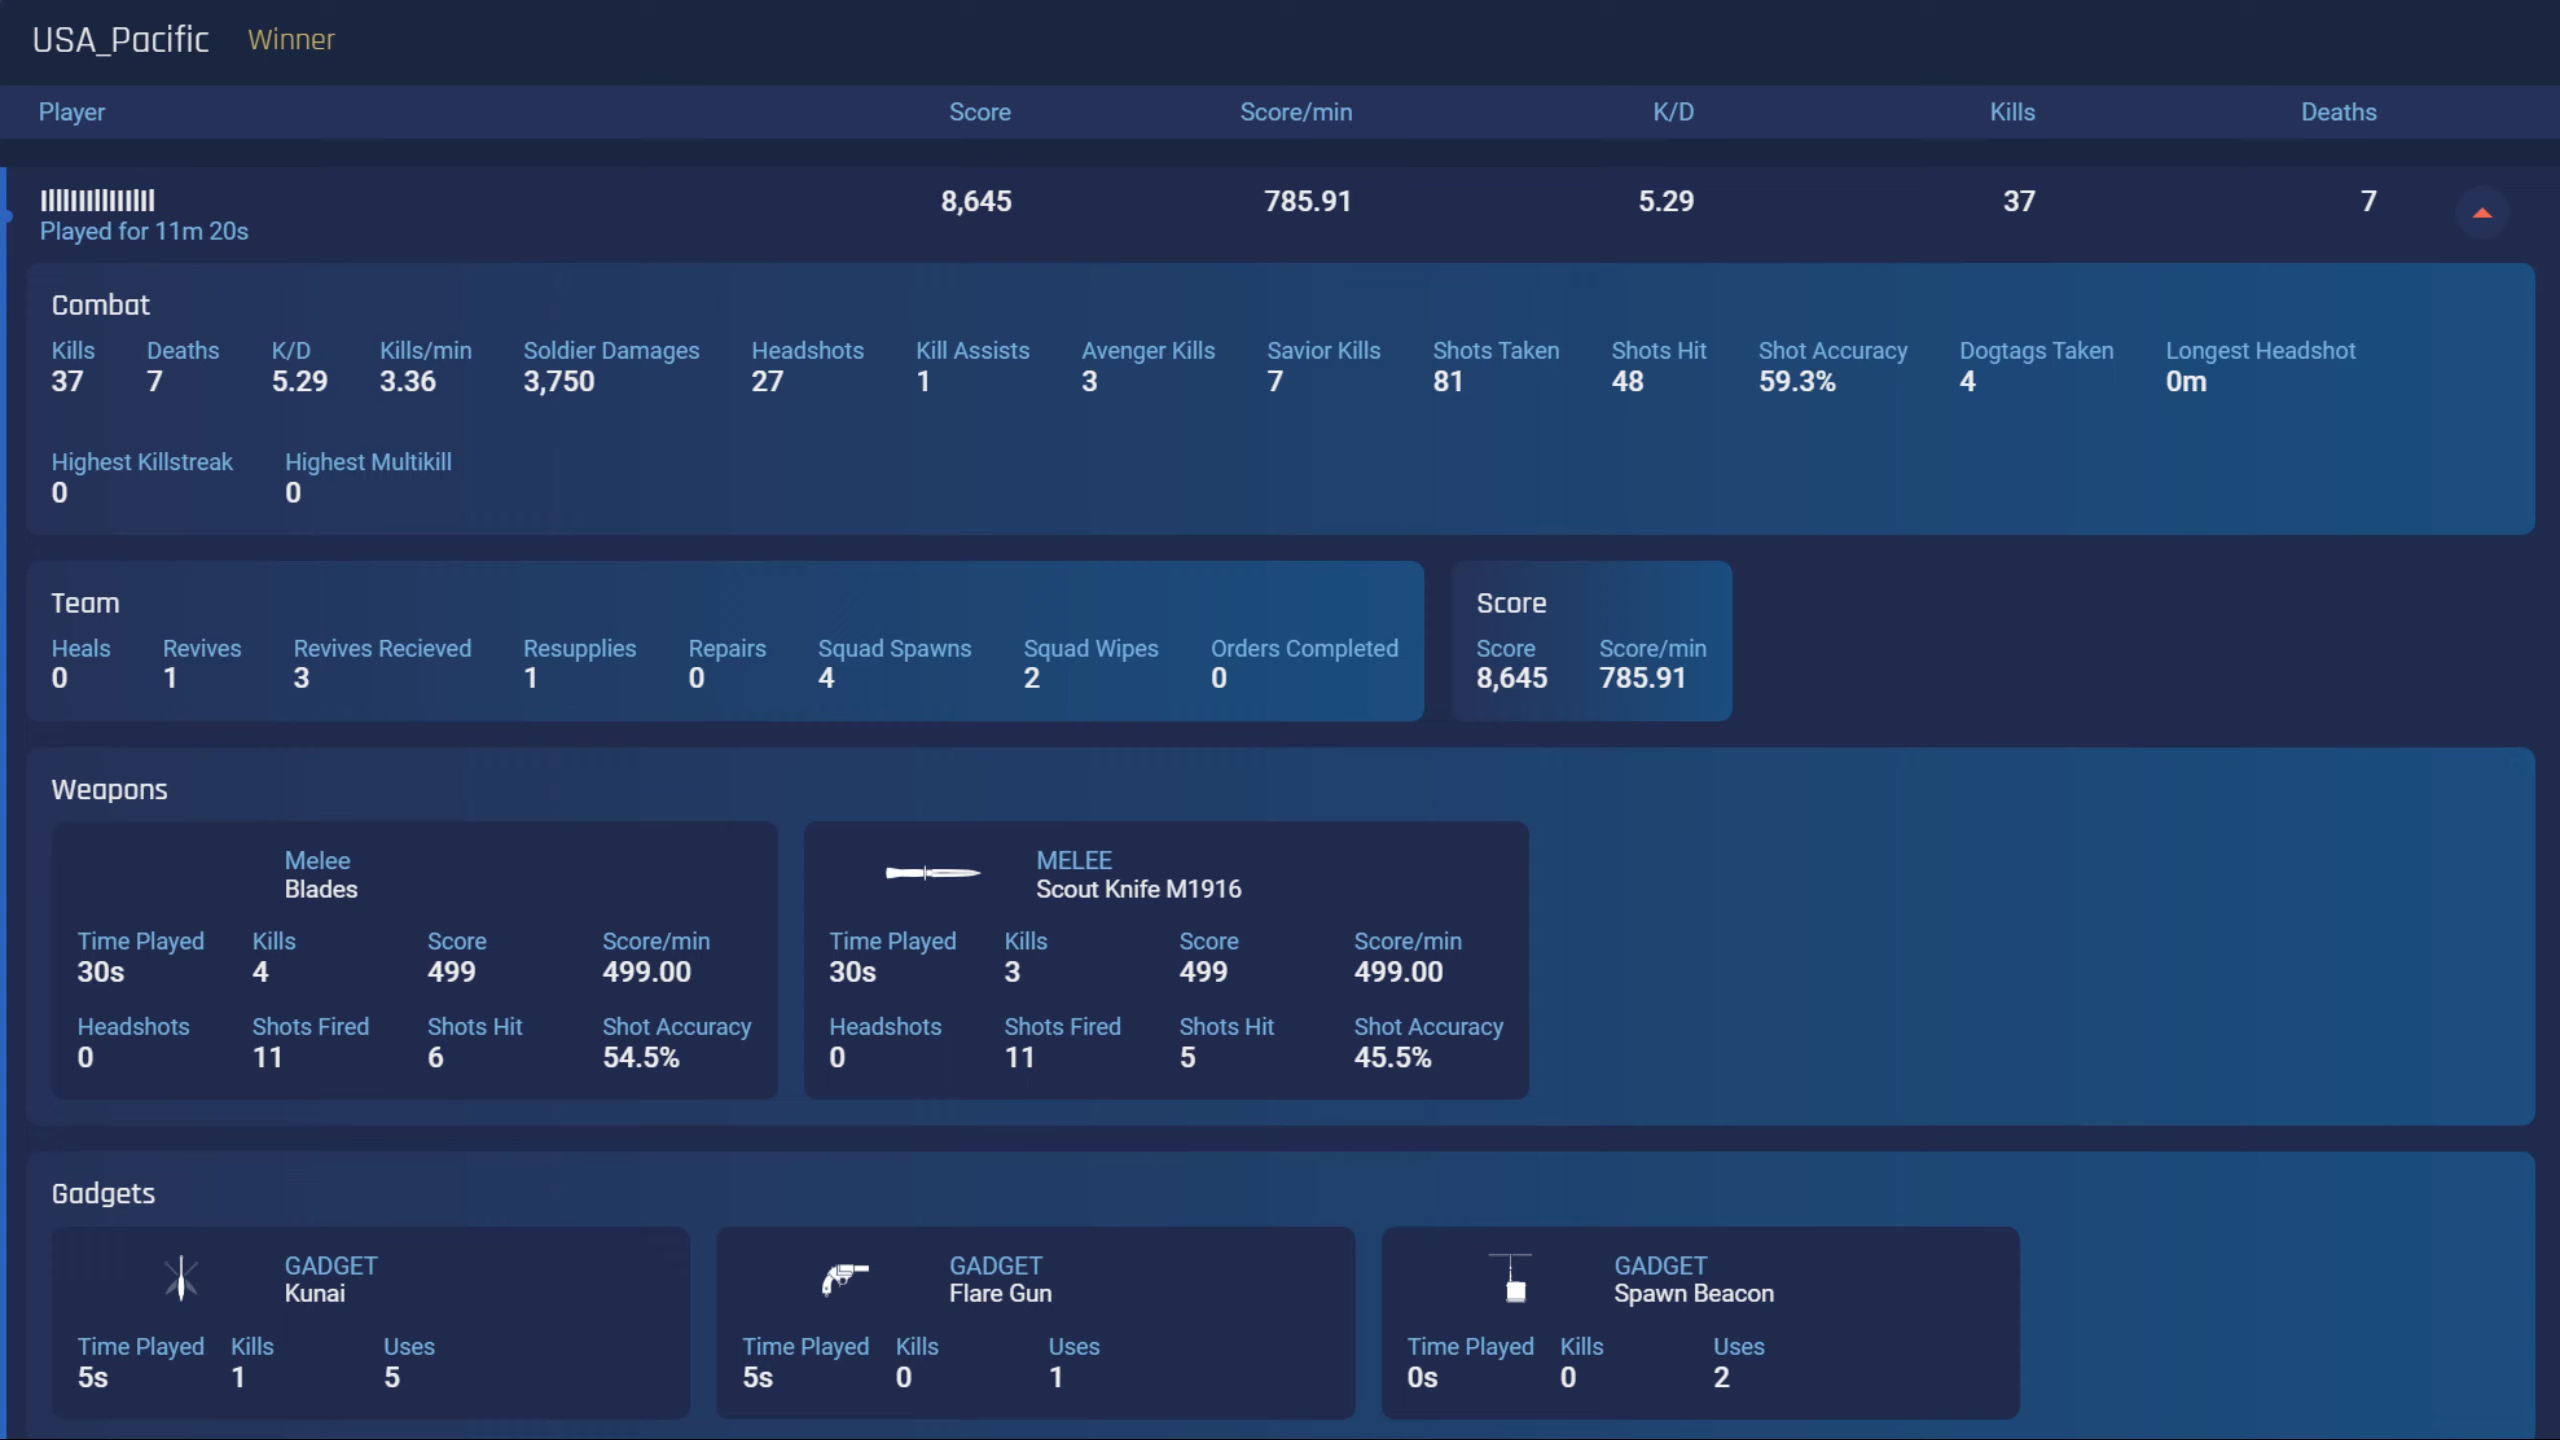 USA_Pacific Winner
Player Score Score/min K/D Kills Deaths
8,645 785.91 5.29 37 7
Played for 11m 20s
Combat
Kills Deaths K/D Kills/min Soldier Damages Headshots Kill Assists Avenger Kills Savior Kills Shots Taken Shots Hit Shot Accuracy Dogtags Taken Longest Headshot
37 7 5.29 3.36 3,750 27 1 3 7 81 48 59.3% 4 0m
Highest Killstreak Highest Multikill
0 0
Team
Heals Revives Revives Recieved Resupplies Repairs Squad Spawns Squad Wipes Orders Completed
0 1 3 1 0 4 2 0
Score
Score Score/min
8,645 785.91
Weapons
Melee
Blades
Time Played Kills Score Score/min
30s 4 499 499.00
Headshots Shots Fired Shots Hit Shot Accuracy
0 11 6 54.5%
MELEE
Scout Knife M1916
Time Played Kills Score Score/min
30s 3 499 499.00
Headshots Shots Fired Shots Hit Shot Accuracy
0 11 5 45.5%
Gadgets
GADGET
Kunai
Time Played Kills Uses
5s 1 5
GADGET
Flare Gun
Time Played Kills Uses
5s 0 1
GADGET
Spawn Beacon
Time Played Kills Uses
0s 0 2